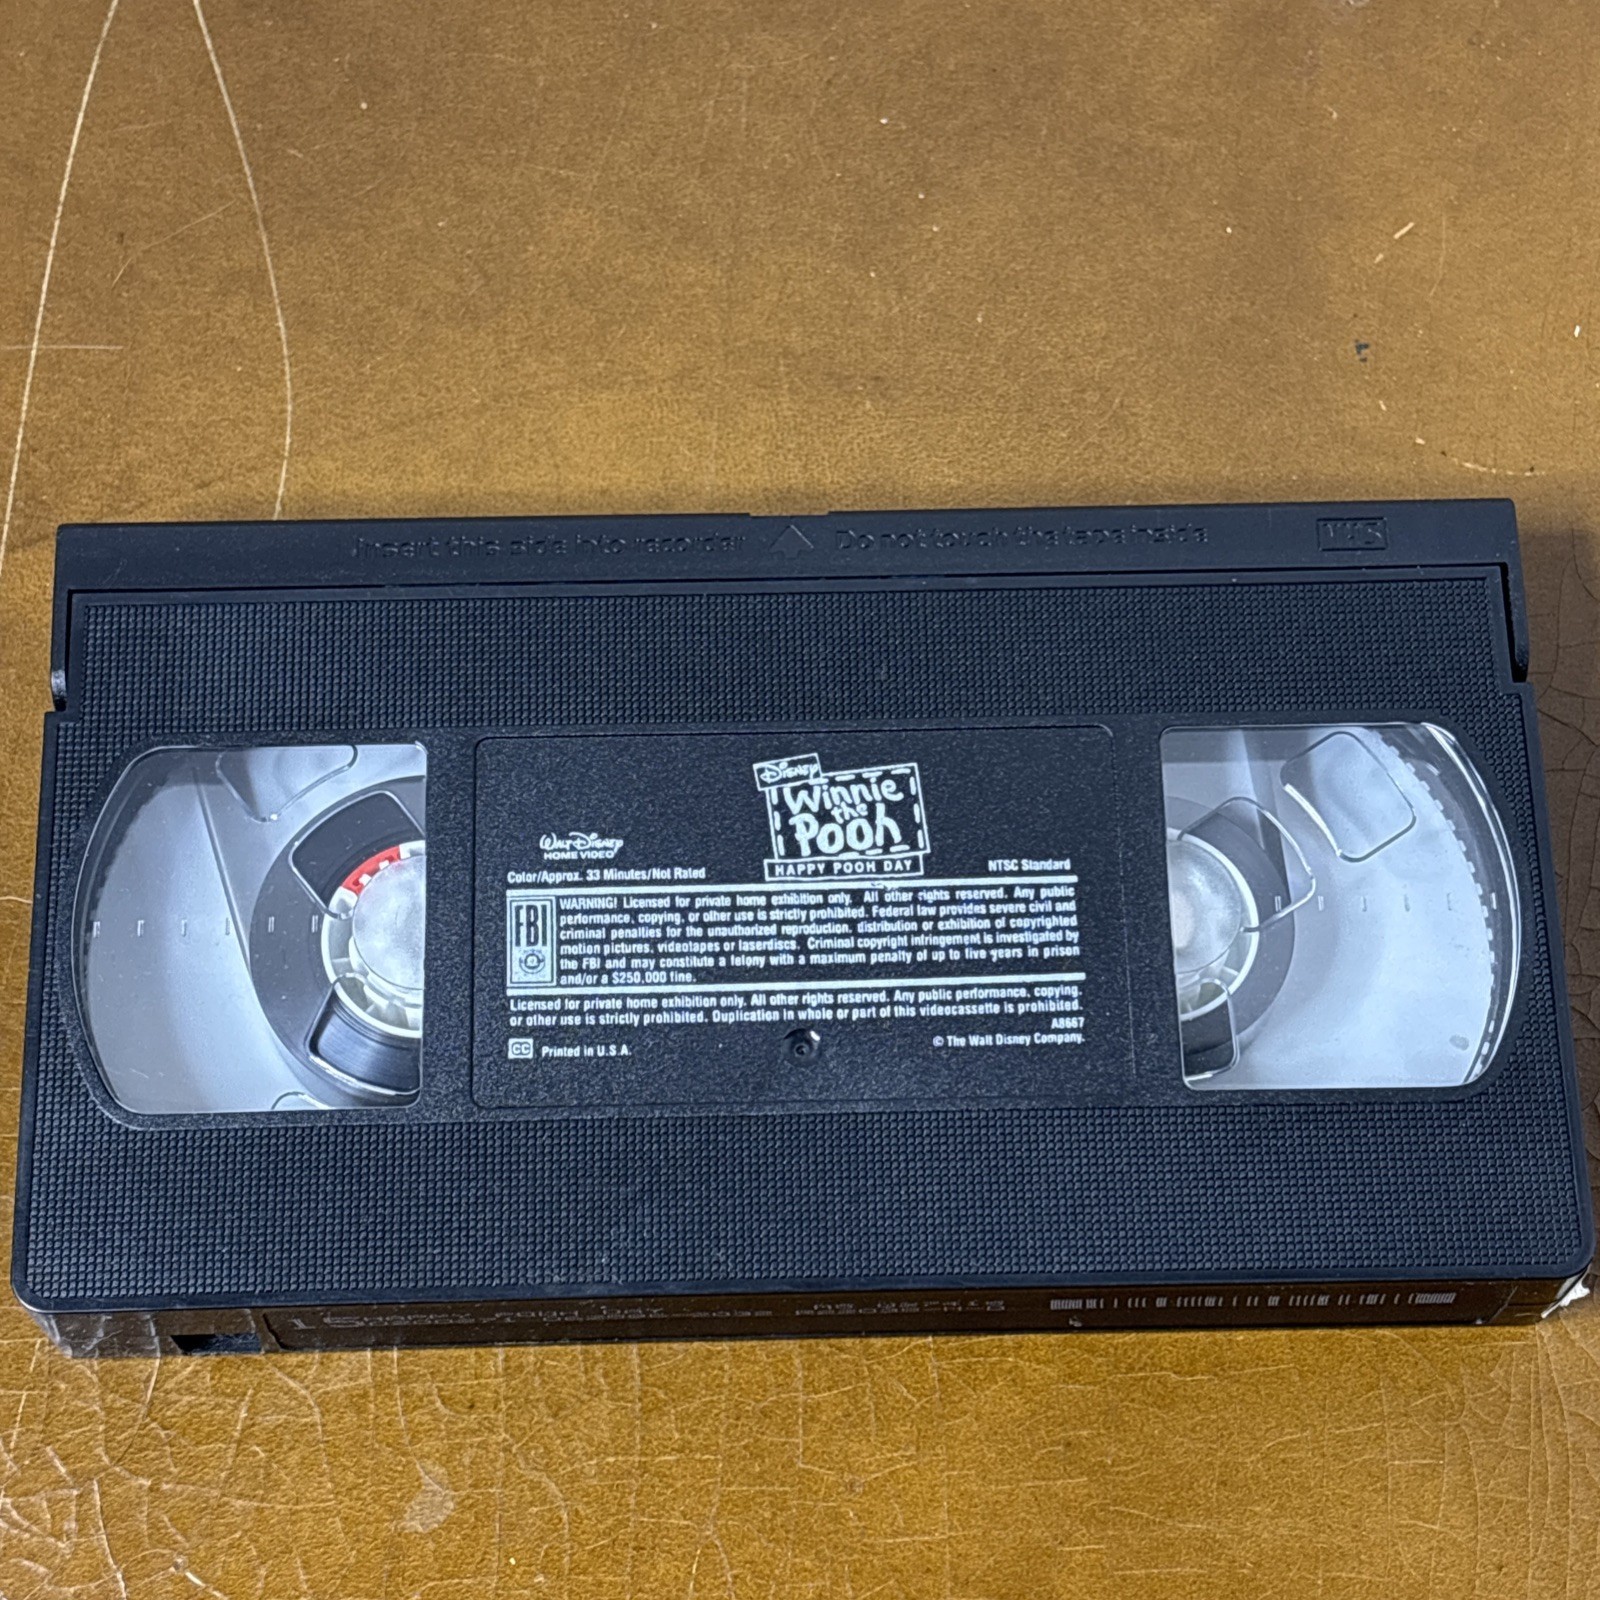 Insert this side into recorder
Do not touch the tape inside
VHS
Disney
Winnie
the
Pooh
HAPPY POOH DAY
Walt Disney
HOME VIDEO
Color/Approx. 33 Minutes/Not Rated
NTSC Standard
FBI
WARNING! Licensed for private home exhibition only. All other rights reserved. Any public
performance, copying, or other use is strictly prohibited. Federal law provides severe civil and
criminal penalties for the unauthorized reproduction, distribution or exhibition of copyrighted
motion pictures, videotapes or laserdiscs. Criminal copyright infringement is investigated by
the FBI and may constitute a felony with a maximum penalty of up to five years in prison
and/or a $250,000 fine.
Licensed for private home exhibition only. All other rights reserved. Any public performance, copying,
or other use is strictly prohibited. Duplication in whole or part of this videocassette is prohibited.
A8667
CC Printed in U.S.A.
© The Walt Disney Company.
HAPPY POOH DAY